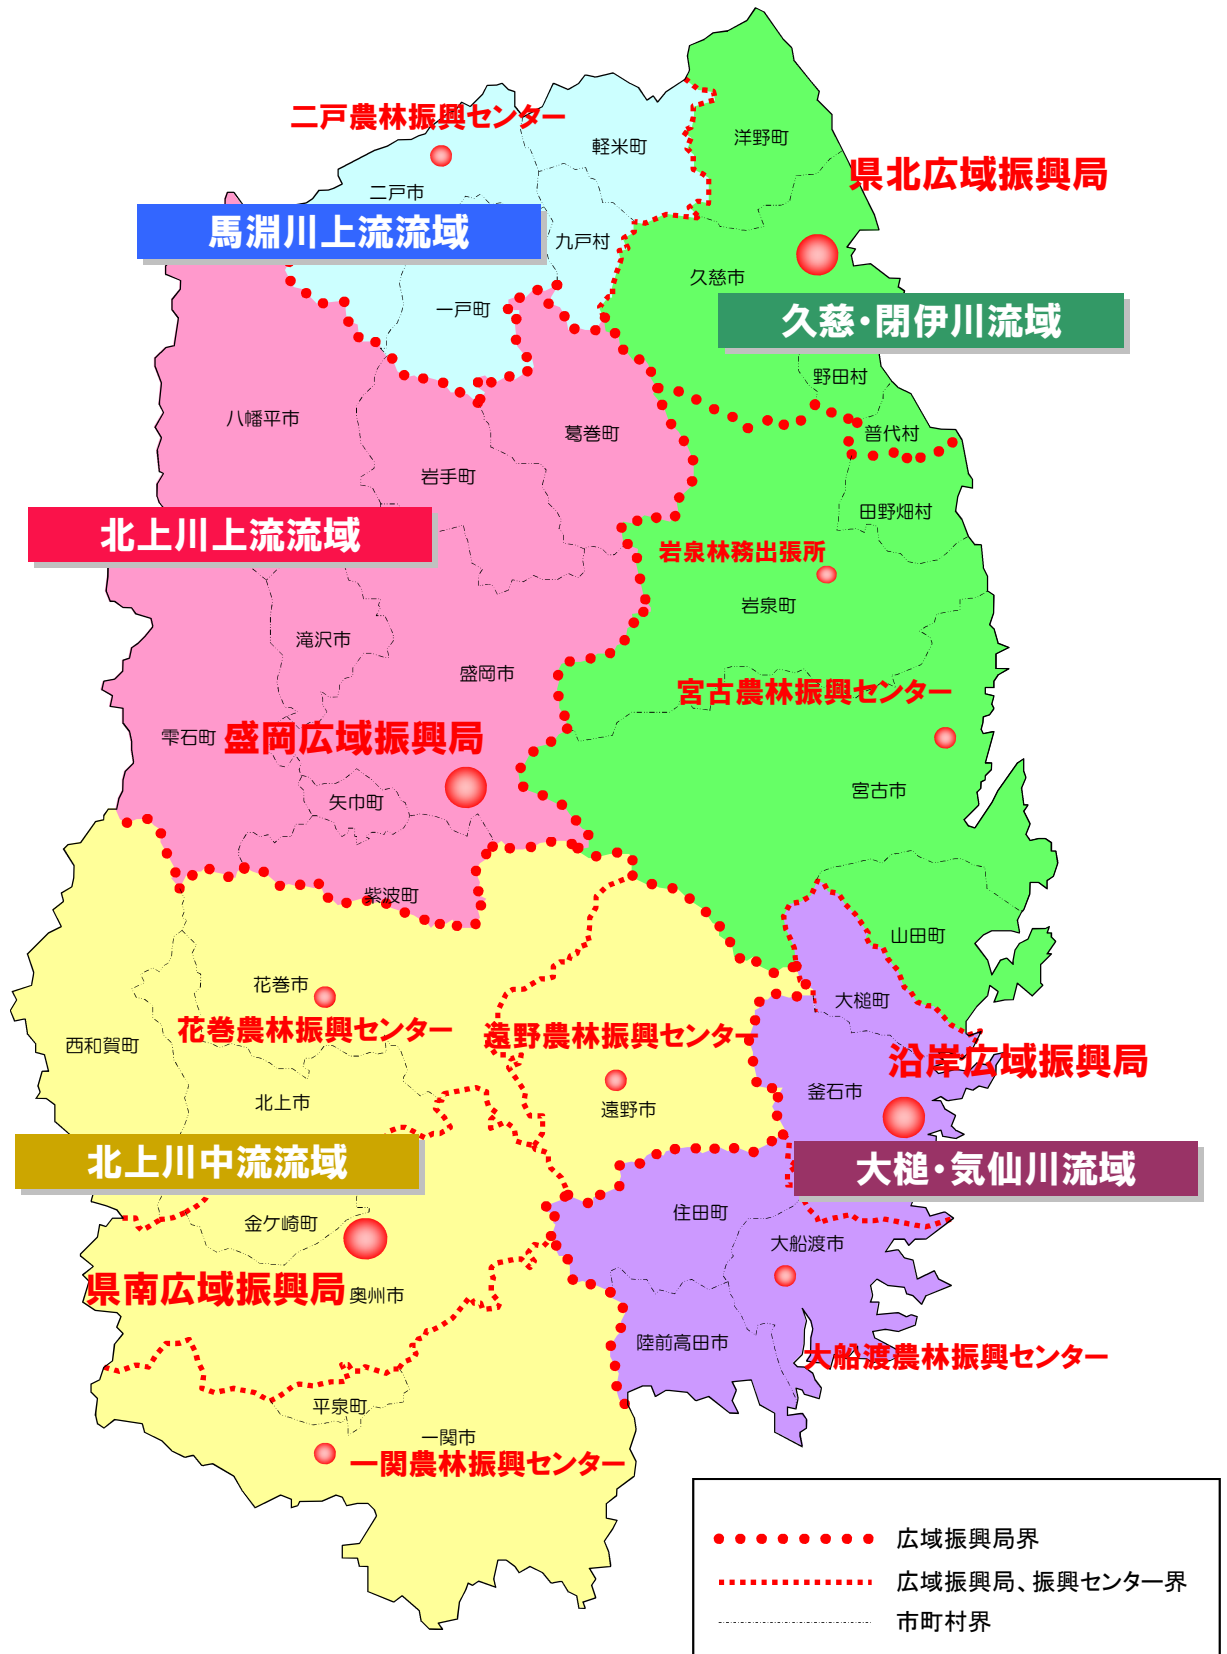 二戸農林振興センター
軽米町
洋野町
県北広域振興局
二戸市
馬淵川上流流域
九戸村
久慈市
一戸町
久慈・閉伊川流域
野田村
八幡平市
葛巻町
普代村
岩手町
田野畑村
北上川上流流域
岩泉林務出張所
岩泉町
滝沢市
盛岡市
宮古農林振興センター
雫石町
盛岡広域振興局
宮古市
矢巾町
紫波町
山田町
花巻市
大槌町
花巻農林振興センター
遠野農林振興センター
西和賀町
沿岸広域振興局
釜石市
北上市
遠野市
北上川中流流域
大槌・気仙川流域
住田町
金ケ崎町
大船渡市
県南広域振興局
奥州市
陸前高田市
大船渡農林振興センター
平泉町
一関市
一関農林振興センター
広域振興局界
広域振興局、振興センター界
市町村界